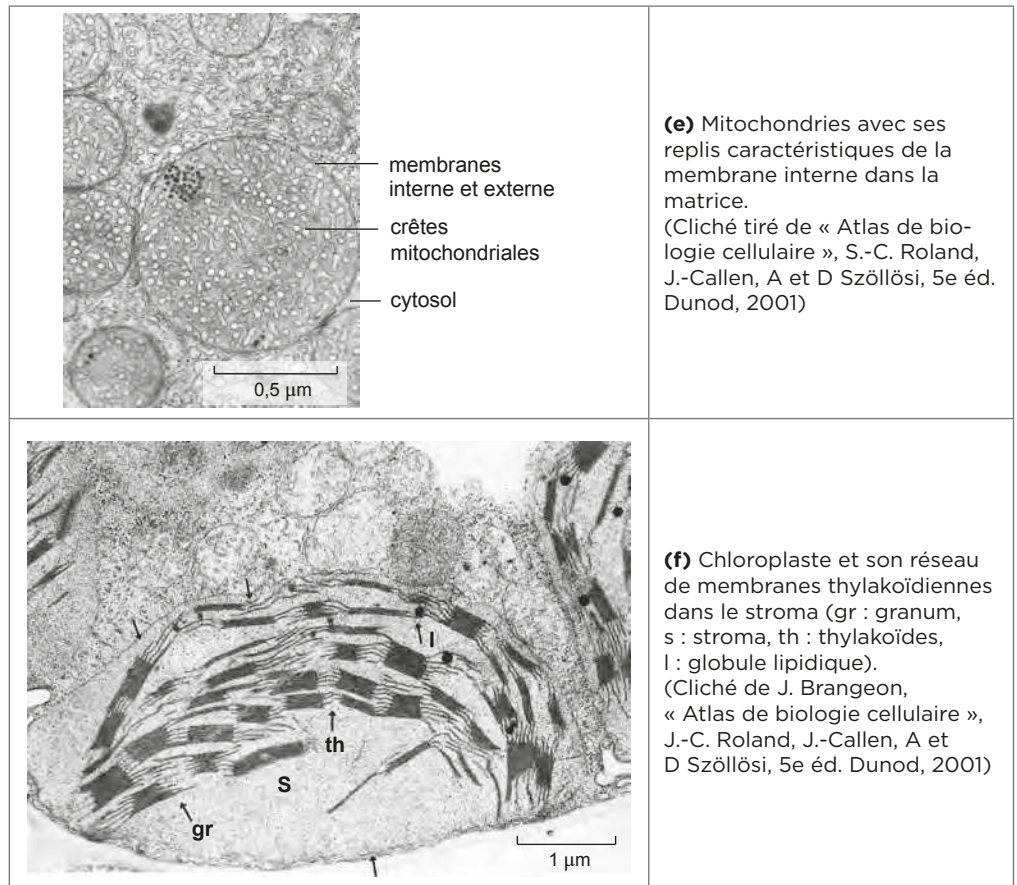 membranes
interne et externe
crêtes
mitochondriales
cytosol
0,5 µm
(e) Mitochondries avec ses
replis caractéristiques de la
membrane interne dans la
matrice.
(Cliché tiré de « Atlas de bio-
logie cellulaire », S.-C. Roland,
J.-Callen, A et D Szöllösi, 5e éd.
Dunod, 2001)
l
th
S
gr
1 µm
(f) Chloroplaste et son réseau
de membranes thylakoïdiennes
dans le stroma (gr : granum,
s : stroma, th : thylakoïdes,
l : globule lipidique).
(Cliché de J. Brangeon,
« Atlas de biologie cellulaire »,
J.-C. Roland, J.-Callen, A et
D Szöllösi, 5e éd. Dunod, 2001)